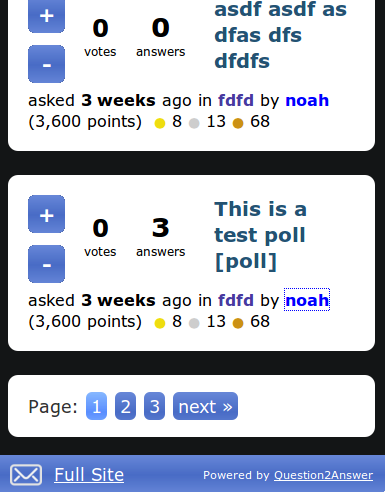 asdf asdf as
dfas dfs
dfdfs
+
-
0
votes
0
answers
asked 3 weeks ago in fdfd by noah
(3,600 points) 8 13 68
+
-
0
votes
3
answers
This is a
test poll
[poll]
asked 3 weeks ago in fdfd by noah
(3,600 points) 8 13 68
Page: 1 2 3 next »
Full Site Powered by Question2Answer